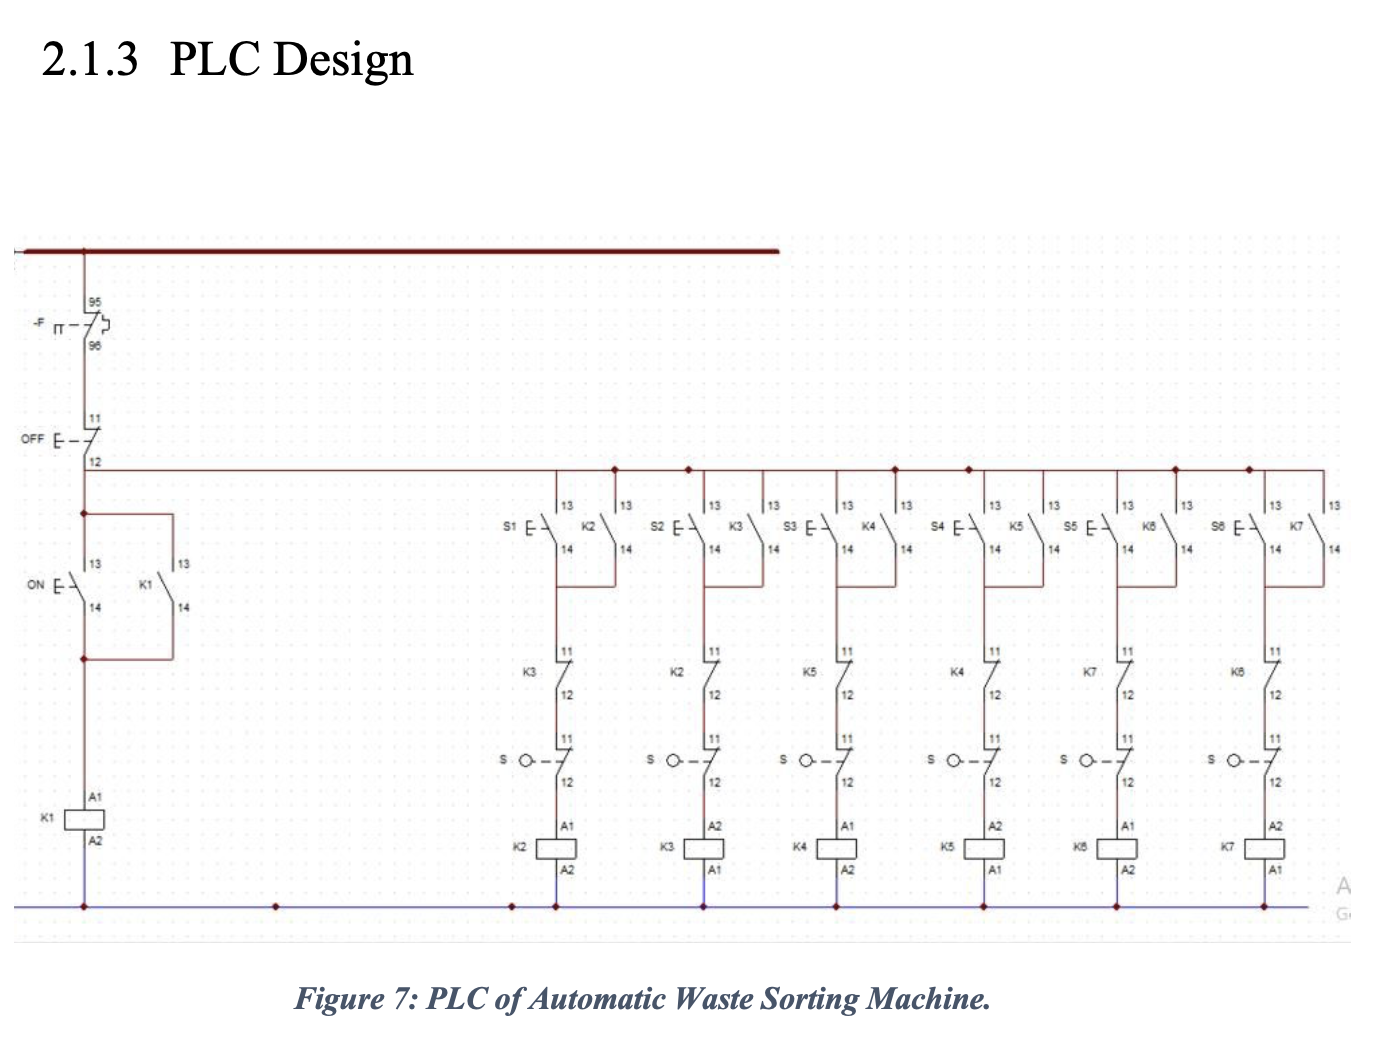 2.1.3 PLC Design
95
-F
96
11
OFF
12
13 13 13 13 13 13 13 13 13 13 13 13
S1 K2 S2 K3 S3 K4 S4 K5 S5 K6 S6 K7
14 14 14 14 14 14 14 14 14 14 14 14
13 13
ON K1
14 14
11 11 11 11 11 11
K3 K2 K5 K4 K7 K6
12 12 12 12 12 12
11 11 11 11 11 11
S S S S S S
12 12 12 12 12 12
A1
K1
A2
A1 A2 A1 A2 A1 A2
K2 K3 K4 K5 K6 K7
A2 A1 A2 A1 A2 A1
A
G
Figure 7: PLC of Automatic Waste Sorting Machine.